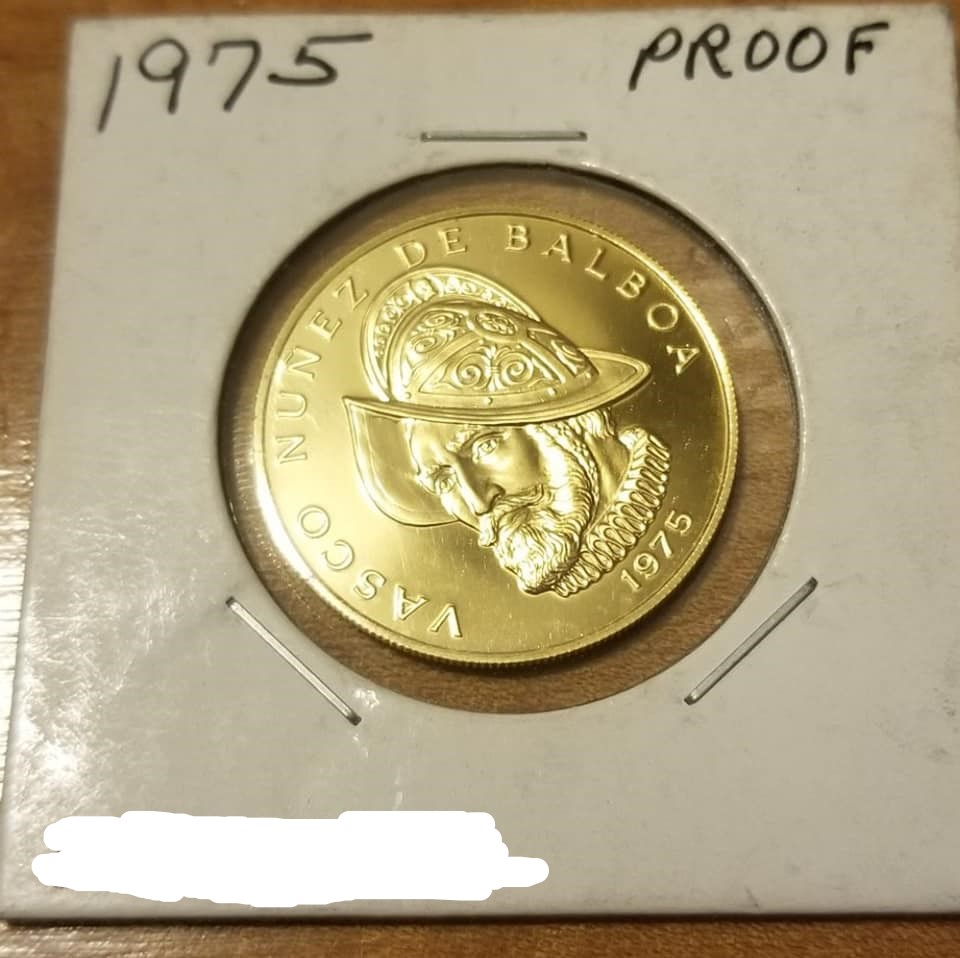 1975 PROOF
VASCO NUÑEZ DE BALBOA
1975